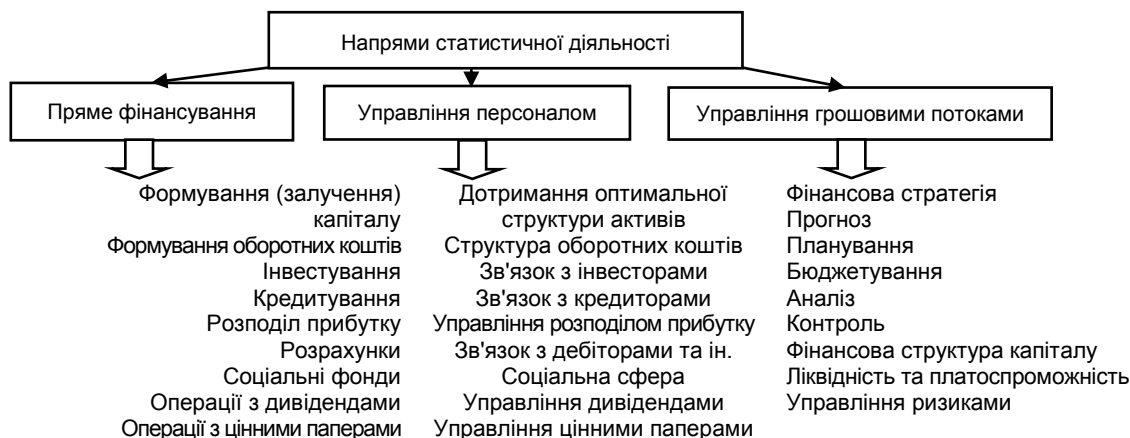 Напрями статистичної діяльності
Пряме фінансування
Управління персоналом
Управління грошовими потоками
Формування (залучення)
капіталу
Формування оборотних коштів
Інвестування
Кредитування
Розподіл прибутку
Розрахунки
Соціальні фонди
Операції з дивідендами
Операції з цінними паперами
Дотримання оптимальної
структури активів
Структура оборотних коштів
Зв'язок з інвесторами
Зв'язок з кредиторами
Управління розподілом прибутку
Зв'язок з дебіторами та ін.
Соціальна сфера
Управління дивідендами
Управління цінними паперами
Фінансова стратегія
Прогноз
Планування
Бюджетування
Аналіз
Контроль
Фінансова структура капіталу
Ліквідність та платоспроможність
Управління ризиками